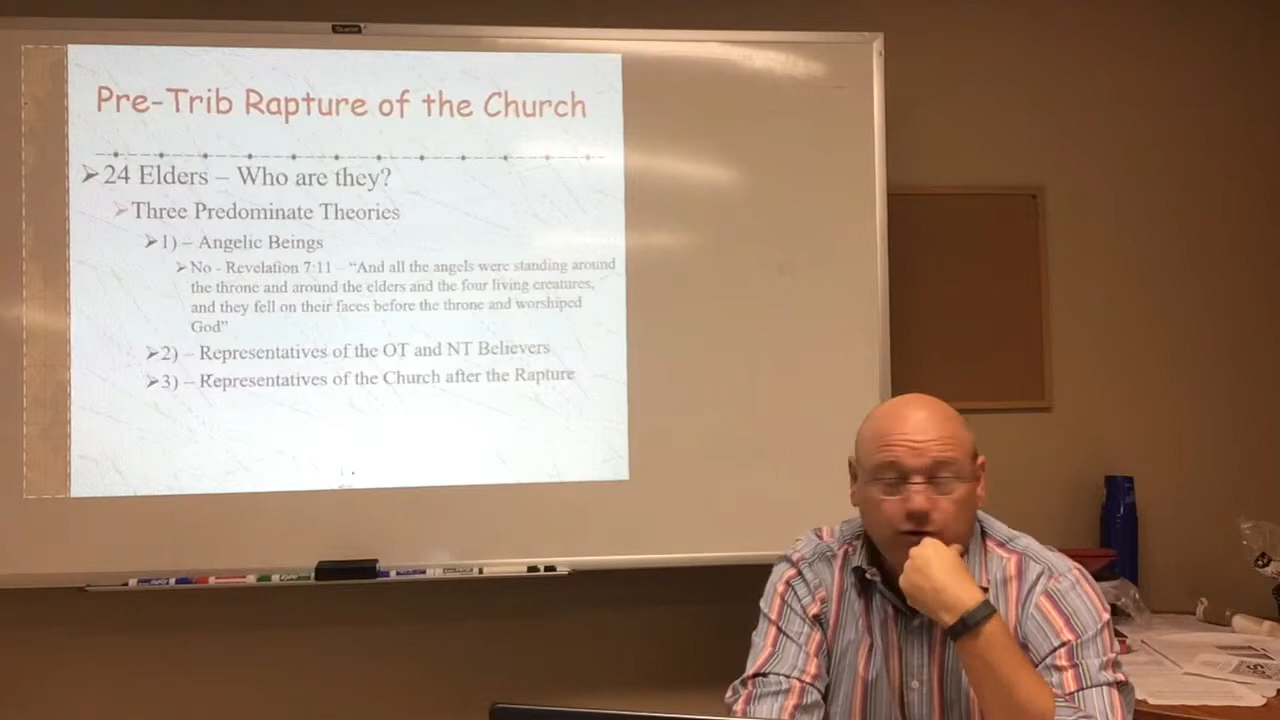 Pre-Trib Rapture of the Church
24 Elders – Who are they?
Three Predominate Theories
1) – Angelic Beings
No - Revelation 7:11 – “And all the angels were standing around
the throne and around the elders and the four living creatures,
and they fell on their faces before the throne and worshiped
God”
2) – Representatives of the OT and NT Believers
3) – Representatives of the Church after the Rapture